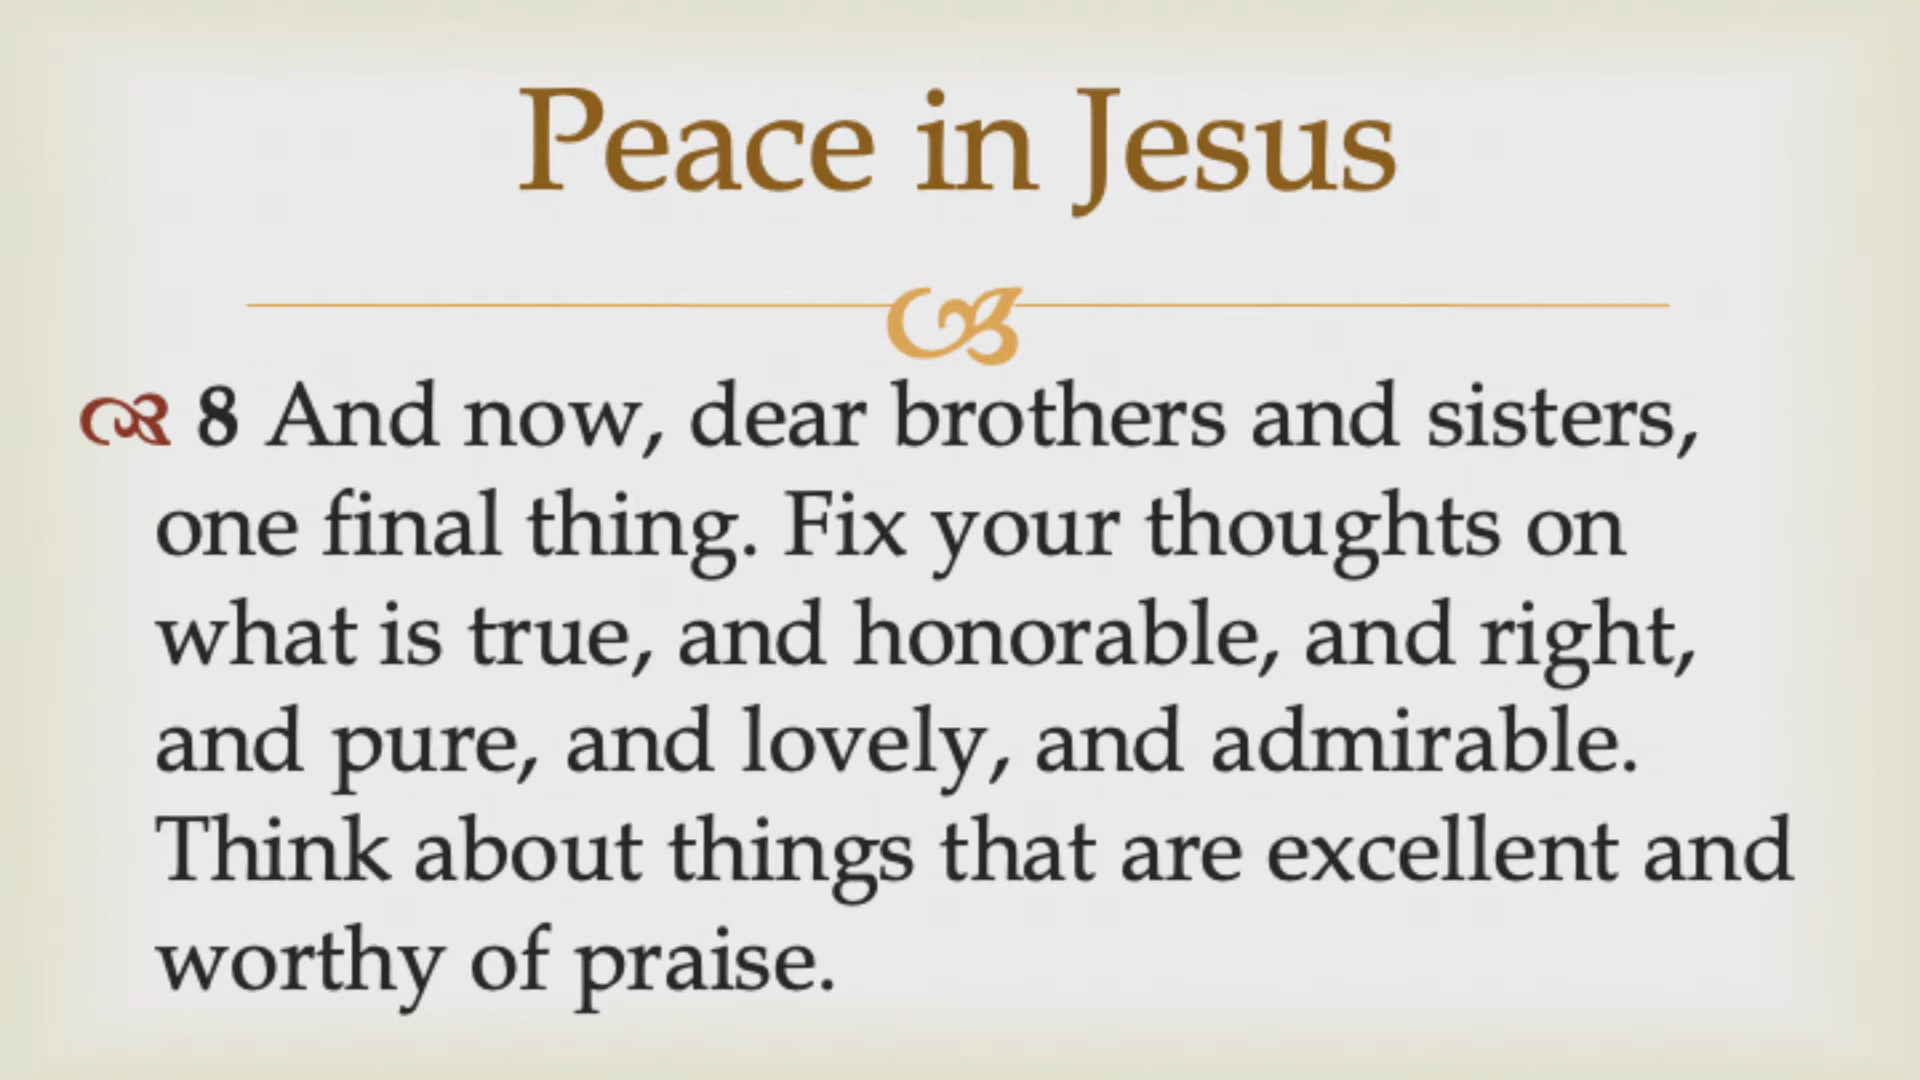 Peace in Jesus
8 And now, dear brothers and sisters,
one final thing. Fix your thoughts on
what is true, and honorable, and right,
and pure, and lovely, and admirable.
Think about things that are excellent and
worthy of praise.